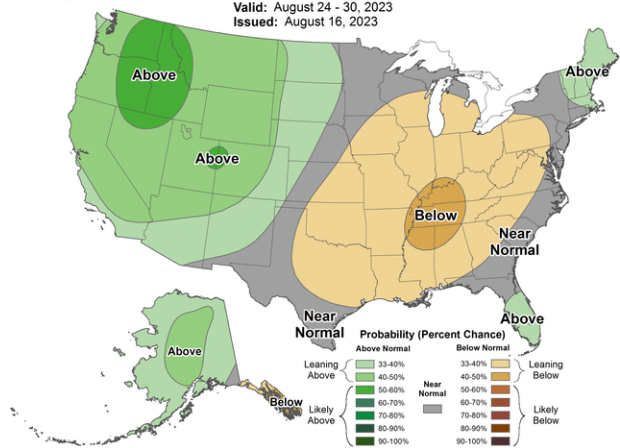 Valid: August 24 - 30, 2023
Issued: August 16, 2023
Above
Above
Above
Below
Near
Normal
Near
Normal
Above
Above
Below
Probability (Percent Chance)
Above Normal
Below Normal
Leaning
Above
33-40%
40-50%
Likely
Above
50-60%
60-70%
70-80%
80-90%
90-100%
Near
Normal
33-40%
40-50%
Leaning
Below
50-60%
60-70%
70-80%
80-90%
90-100%
Likely
Below